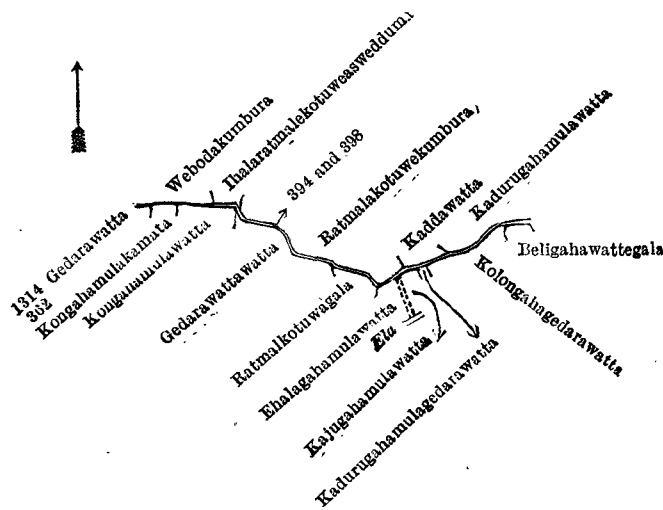 Webodakumbura
Ihalaratmalekotuweasweddum
394 and 398
Ratmalakotuwekumbura,
Kaddawatta
Kadurugahamulawatta
Beligahawattegala
Kolongahagedarawatta
1314 Gedarawatta
362
Kongahamulakamuta
Kongahamulawatta
Gedarawattawatta
Ratmalkotuwagala
Ehalagahamulawatta
Ela
Kajugahamulawatta
Kadurugahamulagedarawatta